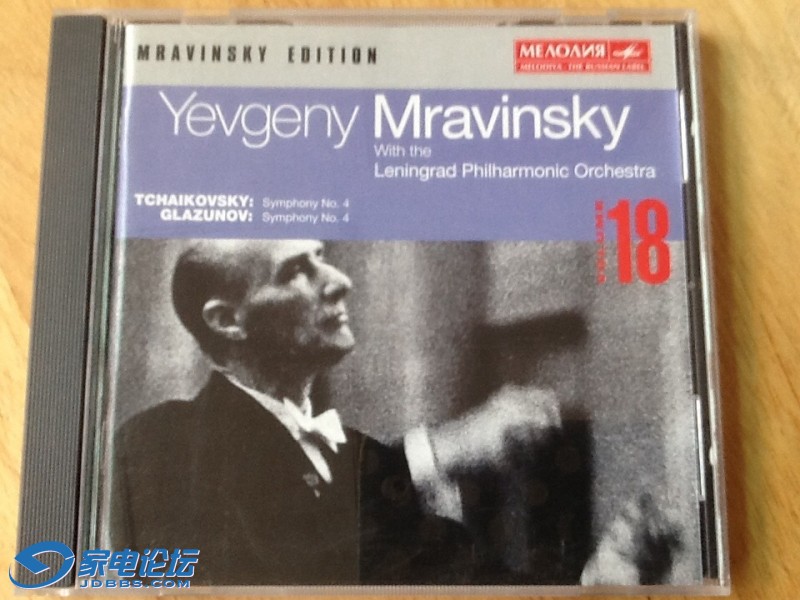 MRAVINSKY EDITION
МЕЛОДИЯ
MELODIYA - THE RUSSIAN LABEL
Yevgeny Mravinsky
With the
Leningrad Philharmonic Orchestra
TCHAIKOVSKY: Symphony No. 4
GLAZUNOV: Symphony No. 4
VOLUME 18
家电论坛
JDBBS.COM